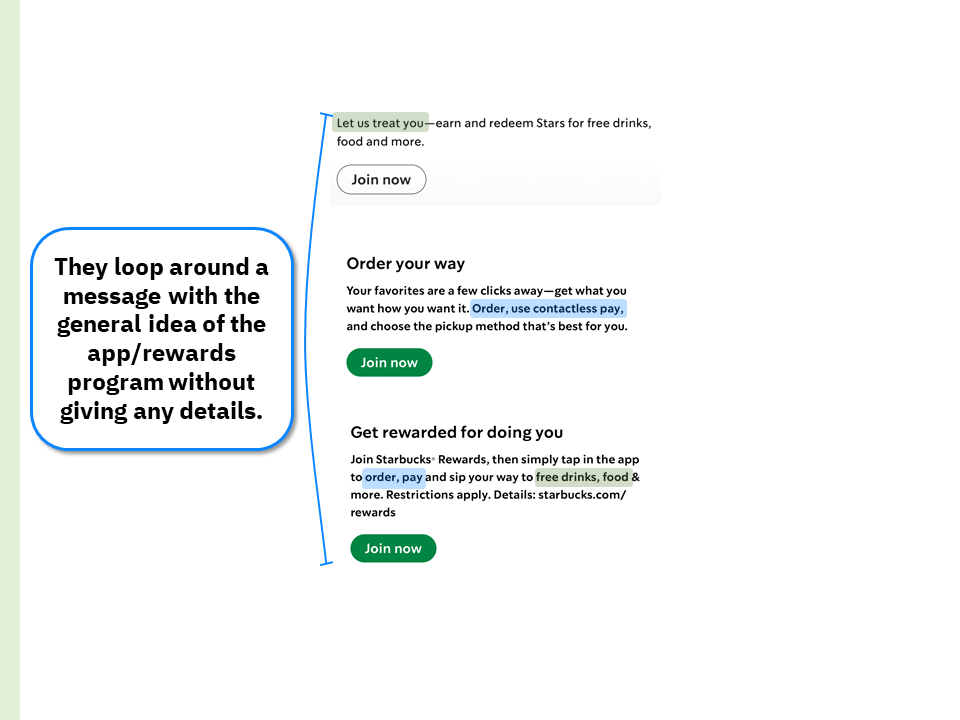 They loop around a
message with the
general idea of the
app/rewards
program without
giving any details.
Let us treat you—earn and redeem Stars for free drinks,
food and more.
Join now
Order your way
Your favorites are a few clicks away—get what you
want how you want it. Order, use contactless pay,
and choose the pickup method that’s best for you.
Join now
Get rewarded for doing you
Join Starbucks® Rewards, then simply tap in the app
to order, pay and sip your way to free drinks, food &
more. Restrictions apply. Details: starbucks.com/
rewards
Join now